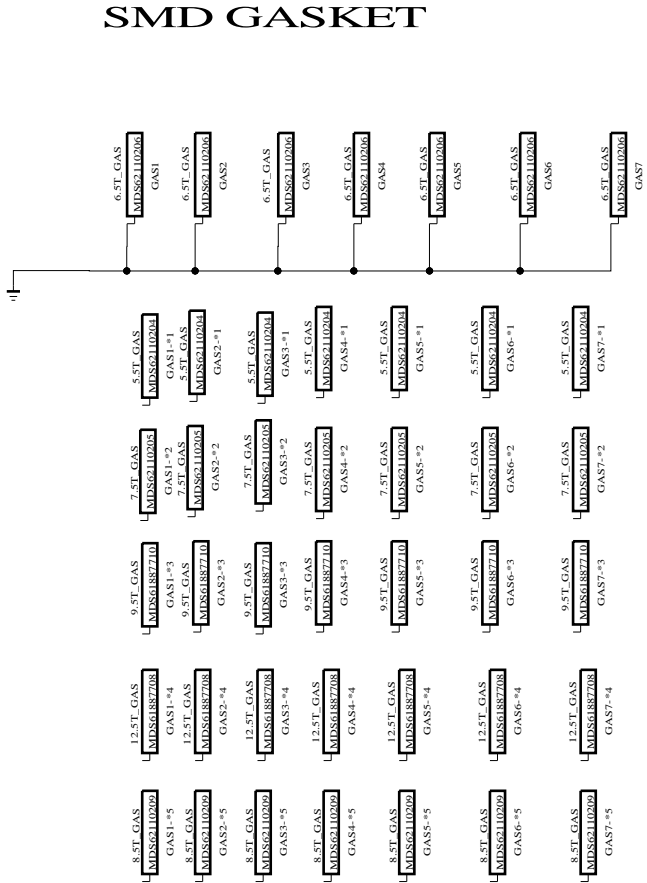 SMD GASKET
6.5T_GAS
MDS62110206
GAS1
6.5T_GAS
MDS62110206
GAS2
6.5T_GAS
MDS62110206
GAS3
6.5T_GAS
MDS62110206
GAS4
6.5T_GAS
MDS62110206
GAS5
6.5T_GAS
MDS62110206
GAS6
6.5T_GAS
MDS62110206
GAS7
5.5T_GAS
MDS62110204
GAS1-*1
5.5T_GAS
MDS62110204
GAS2-*1
5.5T_GAS
MDS62110204
GAS3-*1
5.5T_GAS
MDS62110204
GAS4-*1
5.5T_GAS
MDS62110204
GAS5-*1
5.5T_GAS
MDS62110204
GAS6-*1
5.5T_GAS
MDS62110204
GAS7-*1
7.5T_GAS
MDS62110205
GAS1-*2
7.5T_GAS
MDS62110205
GAS2-*2
7.5T_GAS
MDS62110205
GAS3-*2
7.5T_GAS
MDS62110205
GAS4-*2
7.5T_GAS
MDS62110205
GAS5-*2
7.5T_GAS
MDS62110205
GAS6-*2
7.5T_GAS
MDS62110205
GAS7-*2
9.5T_GAS
MDS61887710
GAS1-*3
9.5T_GAS
MDS61887710
GAS2-*3
9.5T_GAS
MDS61887710
GAS3-*3
9.5T_GAS
MDS61887710
GAS4-*3
9.5T_GAS
MDS61887710
GAS5-*3
9.5T_GAS
MDS61887710
GAS6-*3
9.5T_GAS
MDS61887710
GAS7-*3
12.5T_GAS
MDS61887708
GAS1-*4
12.5T_GAS
MDS61887708
GAS2-*4
12.5T_GAS
MDS61887708
GAS3-*4
12.5T_GAS
MDS61887708
GAS4-*4
12.5T_GAS
MDS61887708
GAS5-*4
12.5T_GAS
MDS61887708
GAS6-*4
12.5T_GAS
MDS61887708
GAS7-*4
8.5T_GAS
MDS62110209
GAS1-*5
8.5T_GAS
MDS62110209
GAS2-*5
8.5T_GAS
MDS62110209
GAS3-*5
8.5T_GAS
MDS62110209
GAS4-*5
8.5T_GAS
MDS62110209
GAS5-*5
8.5T_GAS
MDS62110209
GAS6-*5
8.5T_GAS
MDS62110209
GAS7-*5